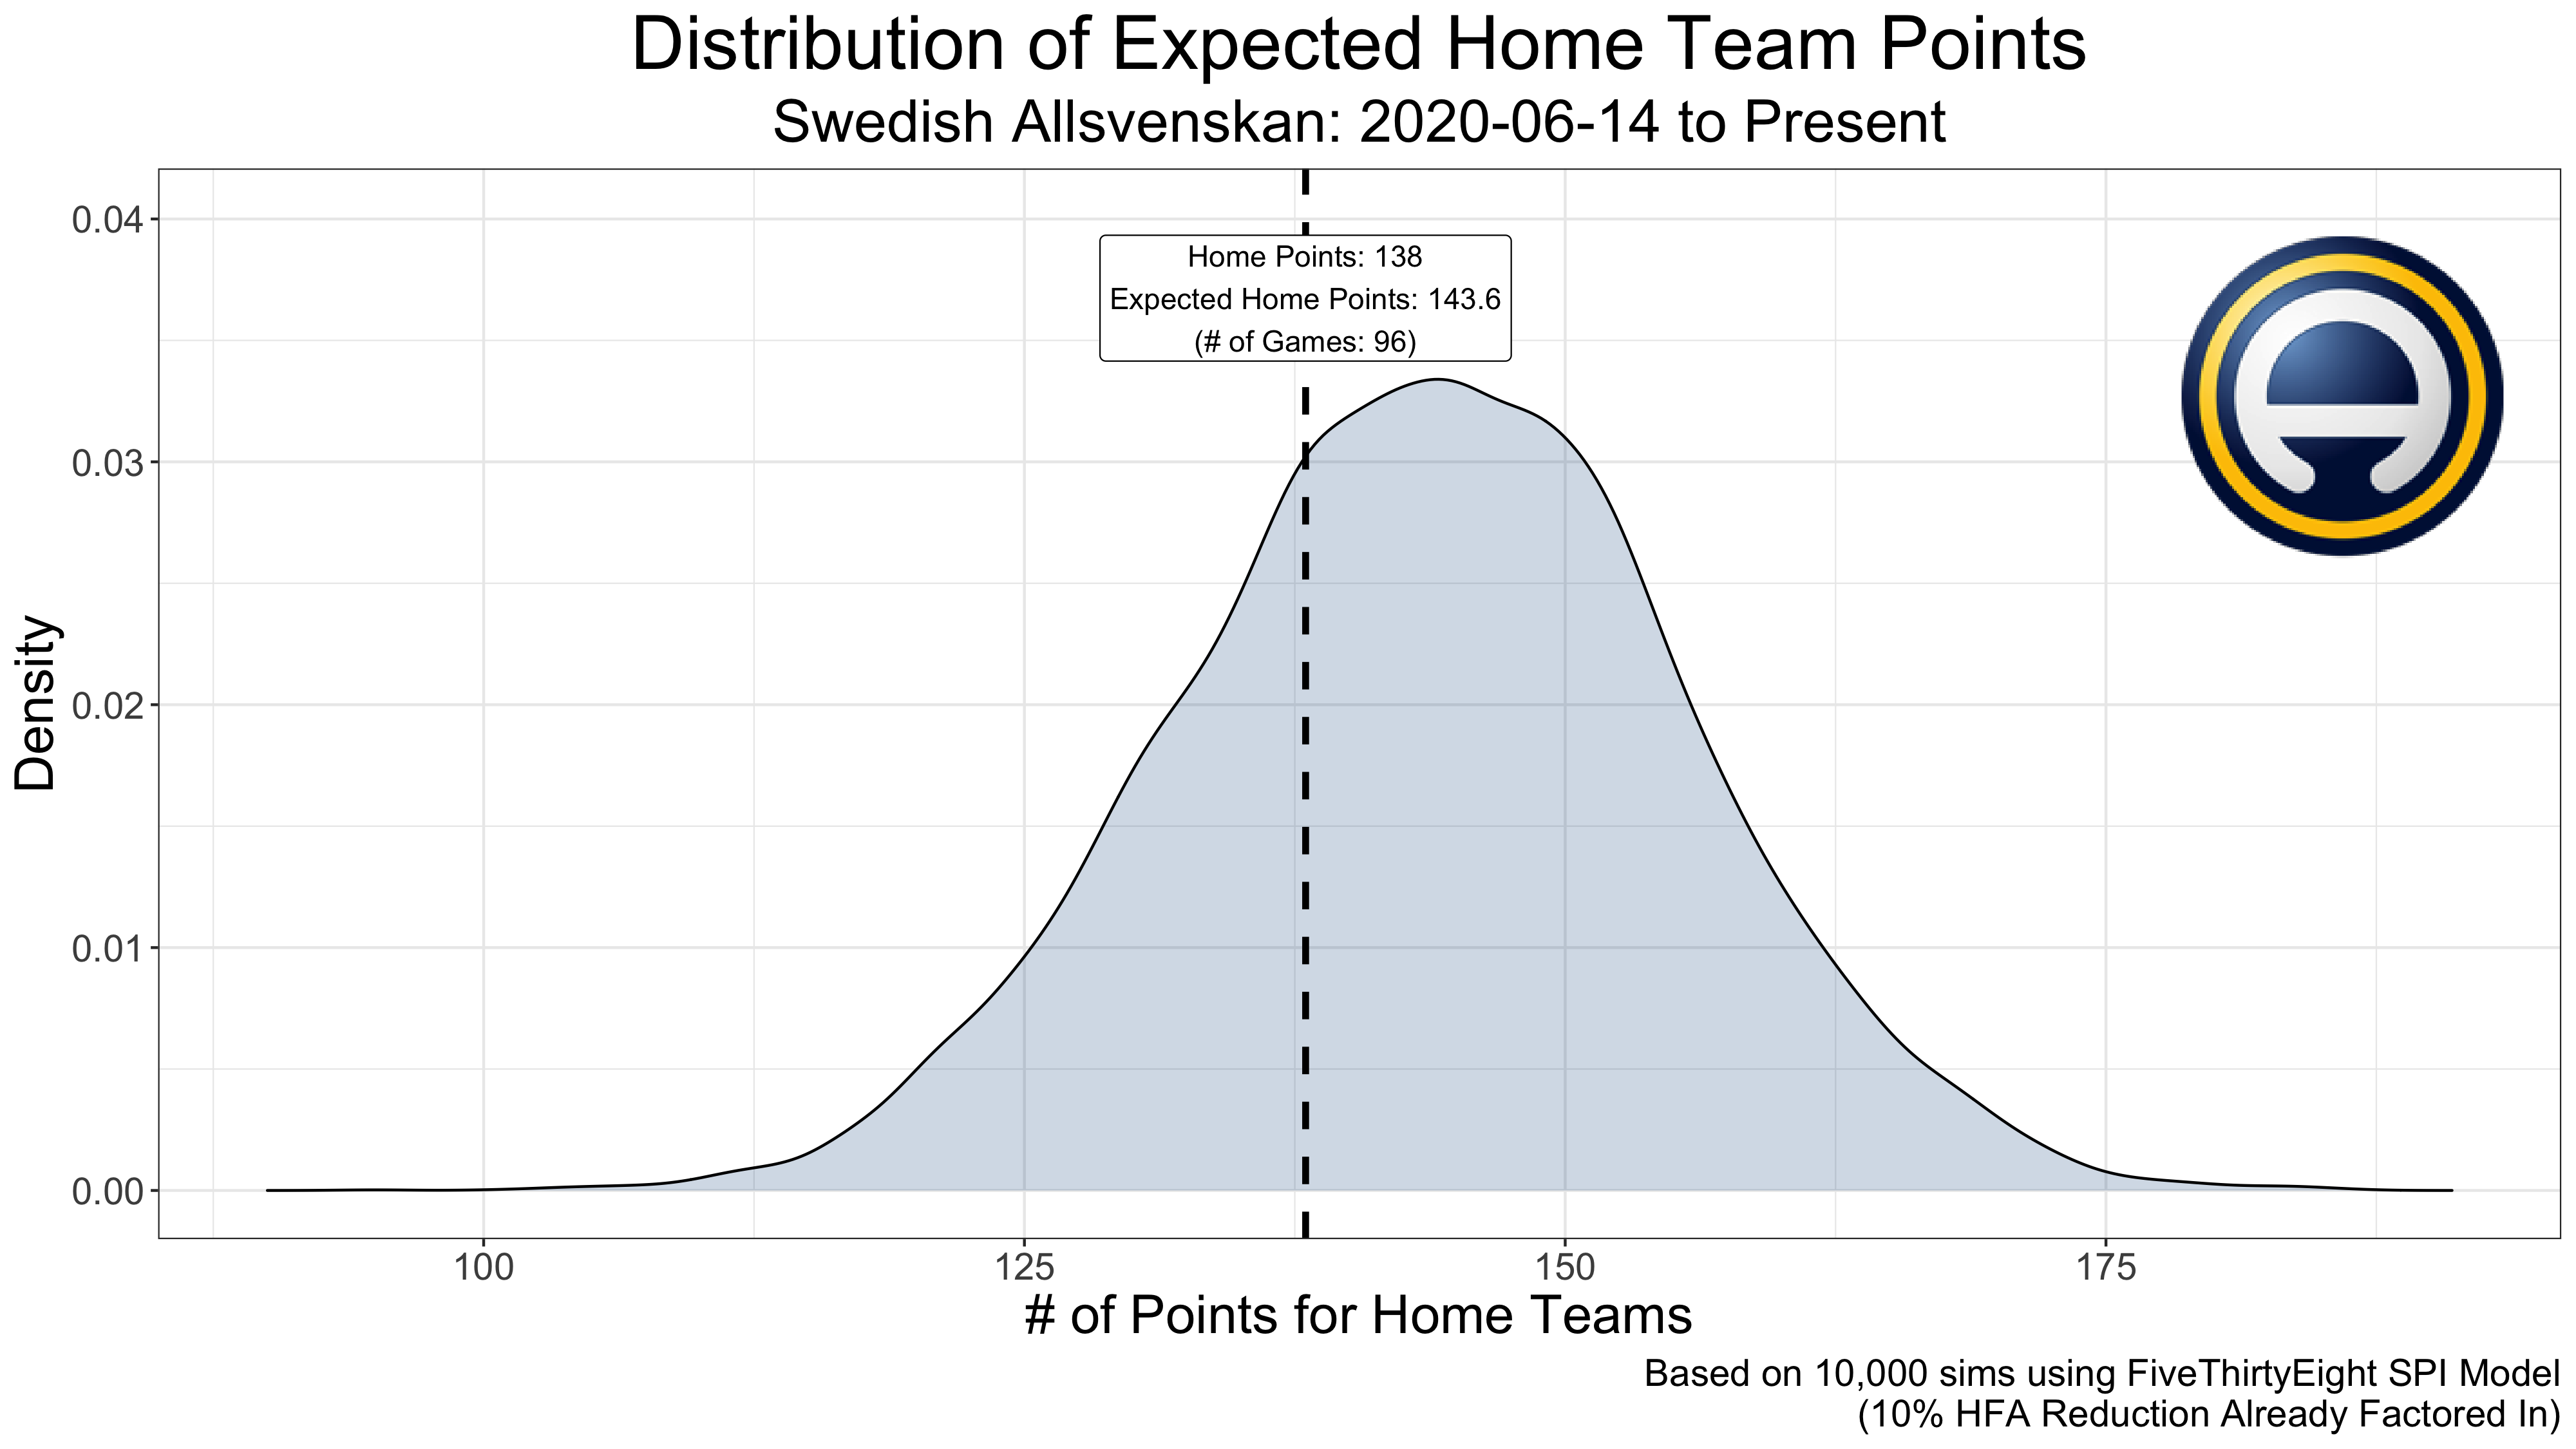 Distribution of Expected Home Team Points
Swedish Allsvenskan: 2020-06-14 to Present
Home Points: 138
Expected Home Points: 143.6
(# of Games: 96)
Density
0.04
0.03
0.02
0.01
0.00
100 125 150 175
# of Points for Home Teams
Based on 10,000 sims using FiveThirtyEight SPI Model
(10% HFA Reduction Already Factored In)